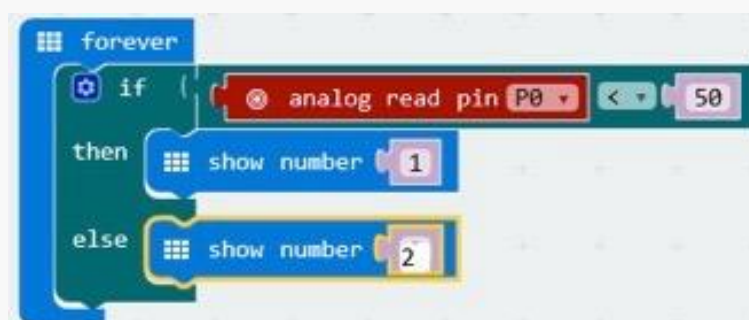 forever
if analog read pin P0 < 50
then show number 1
else show number 2